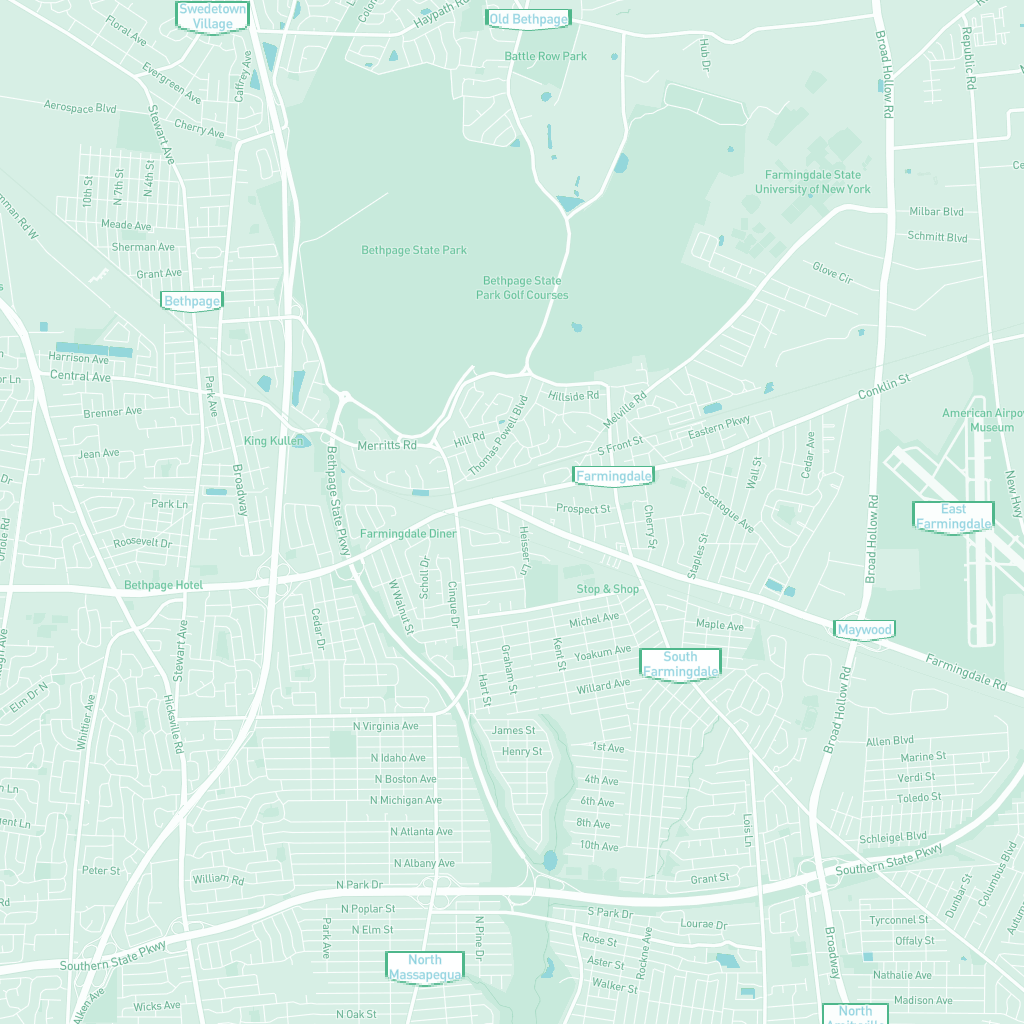 Swedetown
Village
Old Bethpage
Haypath Rd
Floral Ave
Evergreen Ave
Caffrey Ave
Battle Row Park
Hub Dr
Broad Hollow Rd
Republic Rd
Aerospace Blvd
Stewart Ave
Cherry Ave
10th St
N 7th St
N 4th St
Farmingdale State
University of New York
Milbar Blvd
Schmitt Blvd
Meade Ave
Sherman Ave
Grant Ave
Bethpage State Park
Bethpage State
Park Golf Courses
Glove Cir
Bethpage
Harrison Ave
Central Ave
Park Ave
Brenner Ave
Jean Ave
King Kullen
Merritts Rd
Hill Rd
Thomas Powell Blvd
Hillside Rd
Melville Rd
S Front St
Eastern Pkwy
Conklin St
American Airpow
Museum
Cedar Ave
Wall St
New Hwy
Farmingdale
Park Ln
Broadway
Bethpage State Pkwy
Roosevelt Dr
Oriole Rd
Farmingdale Diner
Prospect St
Secatogue Ave
Cherry St
Heisser Ln
Staples St
Broad Hollow Rd
East
Farmingdale
Bethpage Hotel
Scholl Dr
W Walnut St
Cinque Dr
Cedar Dr
Stop & Shop
Michel Ave
Maple Ave
Maywood
Stewart Ave
Graham St
Kent St
Yoakum Ave
South
Farmingdale
Willard Ave
Hart St
Farmingdale Rd
Elm Dr N
Whittier Ave
Hicksville Rd
N Virginia Ave
James St
Henry St
Broad Hollow Rd
Allen Blvd
Marine St
Verdi St
Toledo St
N Idaho Ave
N Boston Ave
N Michigan Ave
N Atlanta Ave
N Albany Ave
1st Ave
4th Ave
6th Ave
8th Ave
10th Ave
Lois Ln
Schleigel Blvd
Southern State Pkwy
Peter St
William Rd
N Park Dr
Grant St
N Poplar St
N Elm St
Park Ave
N Pine Dr
S Park Dr
Lourae Dr
Rose St
Aster St
Walker St
Rockne Ave
Broadway
Dunbar St
Columbus Blvd
Tyrconnel St
Offaly St
Nathalie Ave
Madison Ave
Southern State Pkwy
North
Massapequa
Wicks Ave
N Oak St
North